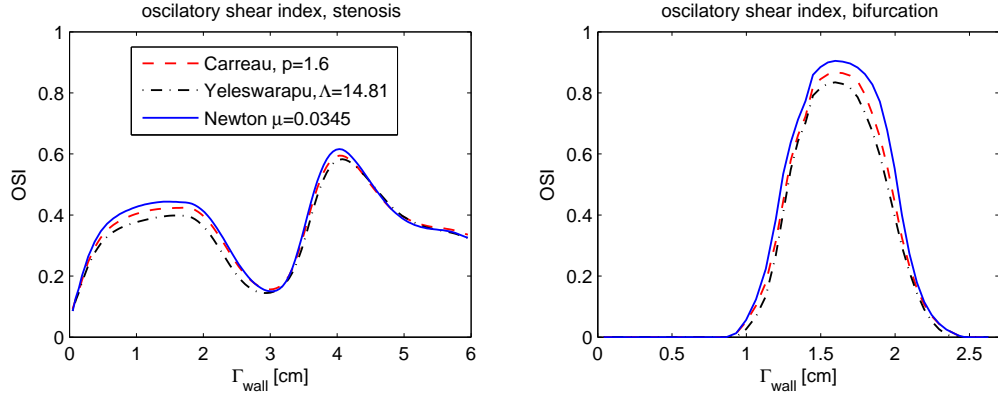 oscilatory shear index, stenosis
1
0.8
0.6
0.4
0.2
0
OSI
Carreau, p=1.6
Yeleswarapu, Λ=14.81
Newton μ=0.0345
0 1 2 3 4 5 6
Γwall [cm]
oscilatory shear index, bifurcation
1
0.8
0.6
0.4
0.2
0
OSI
0 0.5 1 1.5 2 2.5
Γwall [cm]